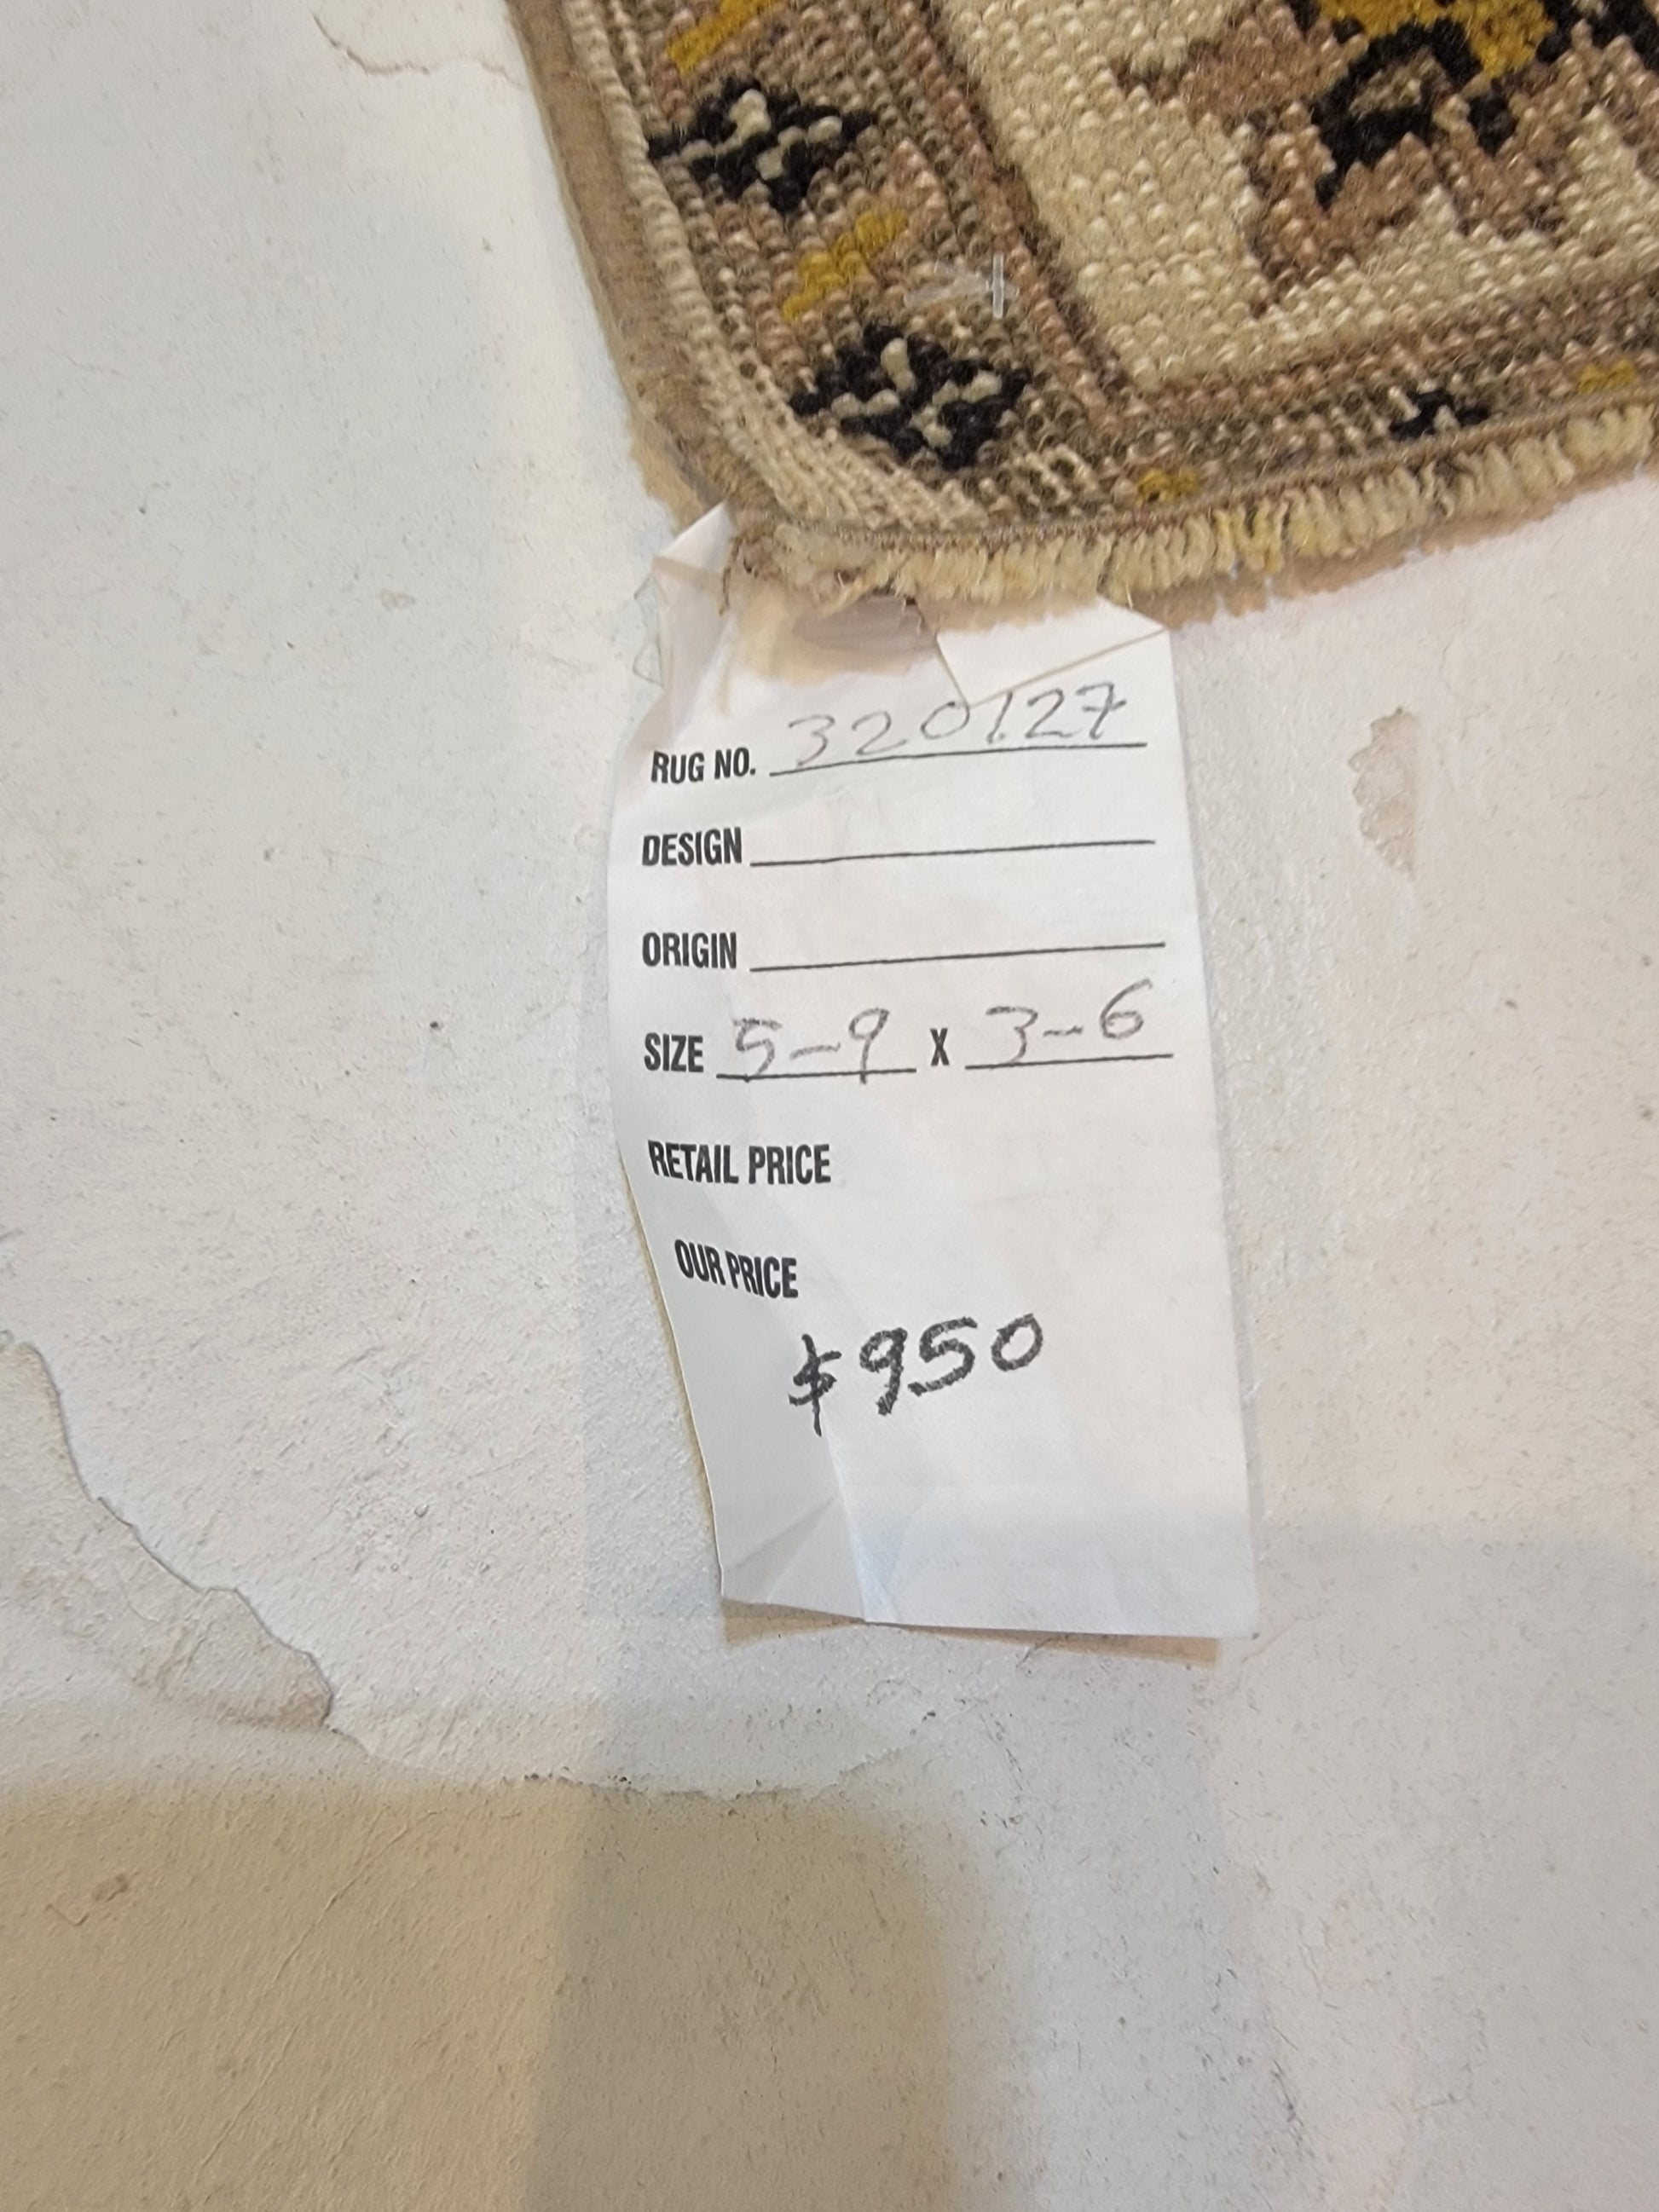 RUG NO. 320127
DESIGN
ORIGIN
SIZE 5-9 X 3-6
RETAIL PRICE
OUR PRICE
$950